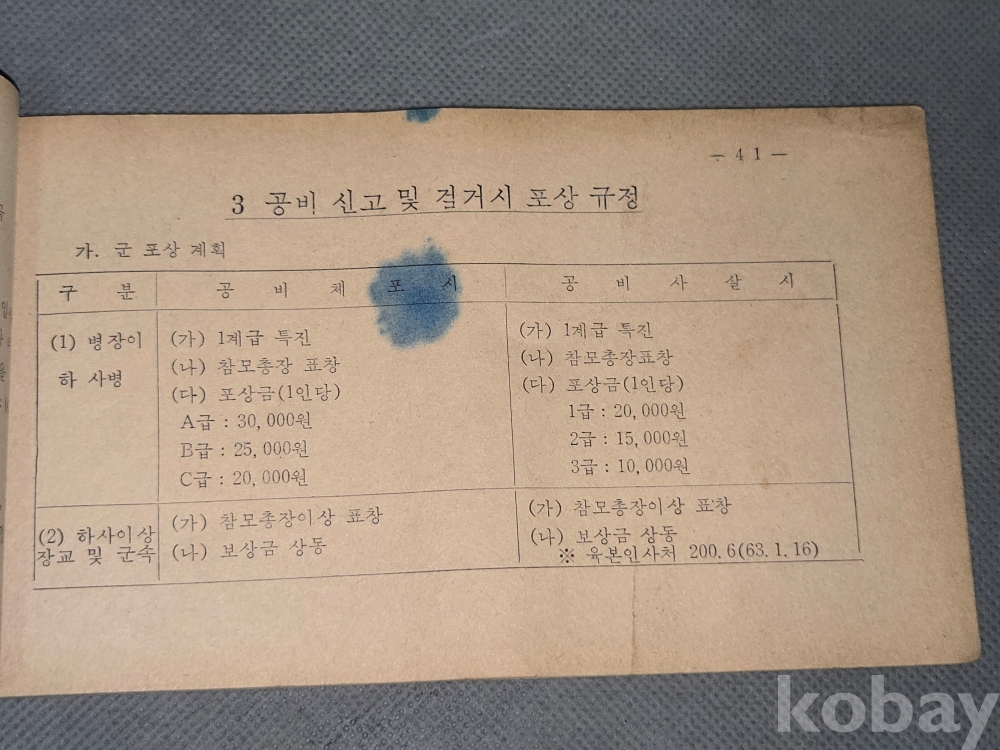 — 4 1 —
3 공비 신고 및 검거시 포상 규정
가. 군 포상 계획
구 분 공 비 체 포 시 공 비 사 살 시
(1) 병장이 하 사병
(가) 1계급 특진
(나) 참모총장 표창
(다) 포상금(1인당)
A급 : 30,000원
B급 : 25,000원
C급 : 20,000원
(가) 1계급 특진
(나) 참모총장표창
(다) 포상금(1인당)
1급 : 20,000원
2급 : 15,000원
3급 : 10,000원
(2) 하사이상
장교 및 군속
(가) 참모총장이상 표창
(나) 보상금 상동
(가) 참모총장이상 표창
(나) 보상금 상동
※ 육본인사처 200.6(63.1.16)
kobay